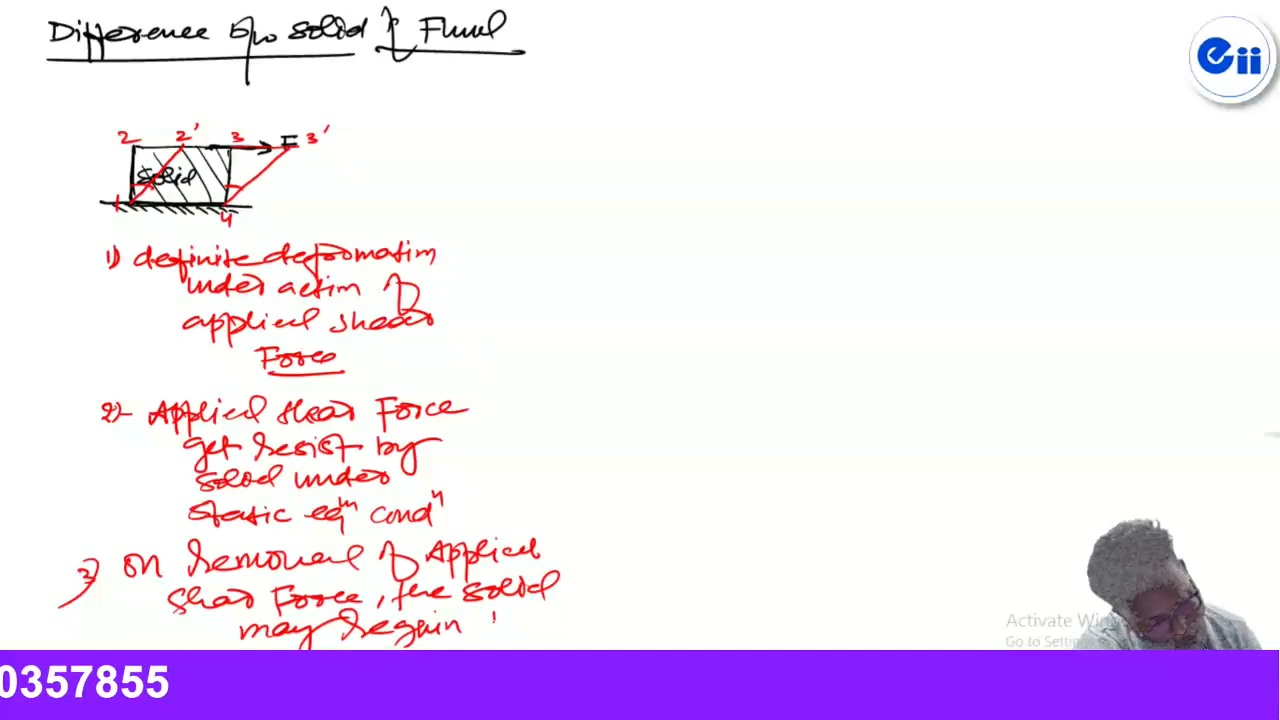 Difference b/w solid & Fluid
eii
2 2' 3 F 3'
solid
1 4
1) definite deformation
under action of
applied shear
Force
2) Applied shear Force
get resist by
solid under
static eqm condn
3) on removal of Applied
shear Force, the solid
may regain
Activate Win
Go to Settin
0357855